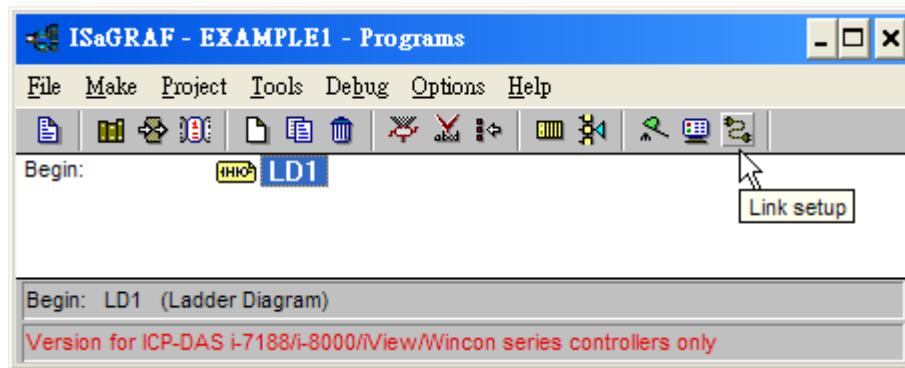 ISaGRAF - EXAMPLE1 - Programs
File Make Project Tools Debug Options Help
Begin: LD1
Link setup
Begin: LD1 (Ladder Diagram)
Version for ICP-DAS i-7188/i-8000/iView/Wincon series controllers only